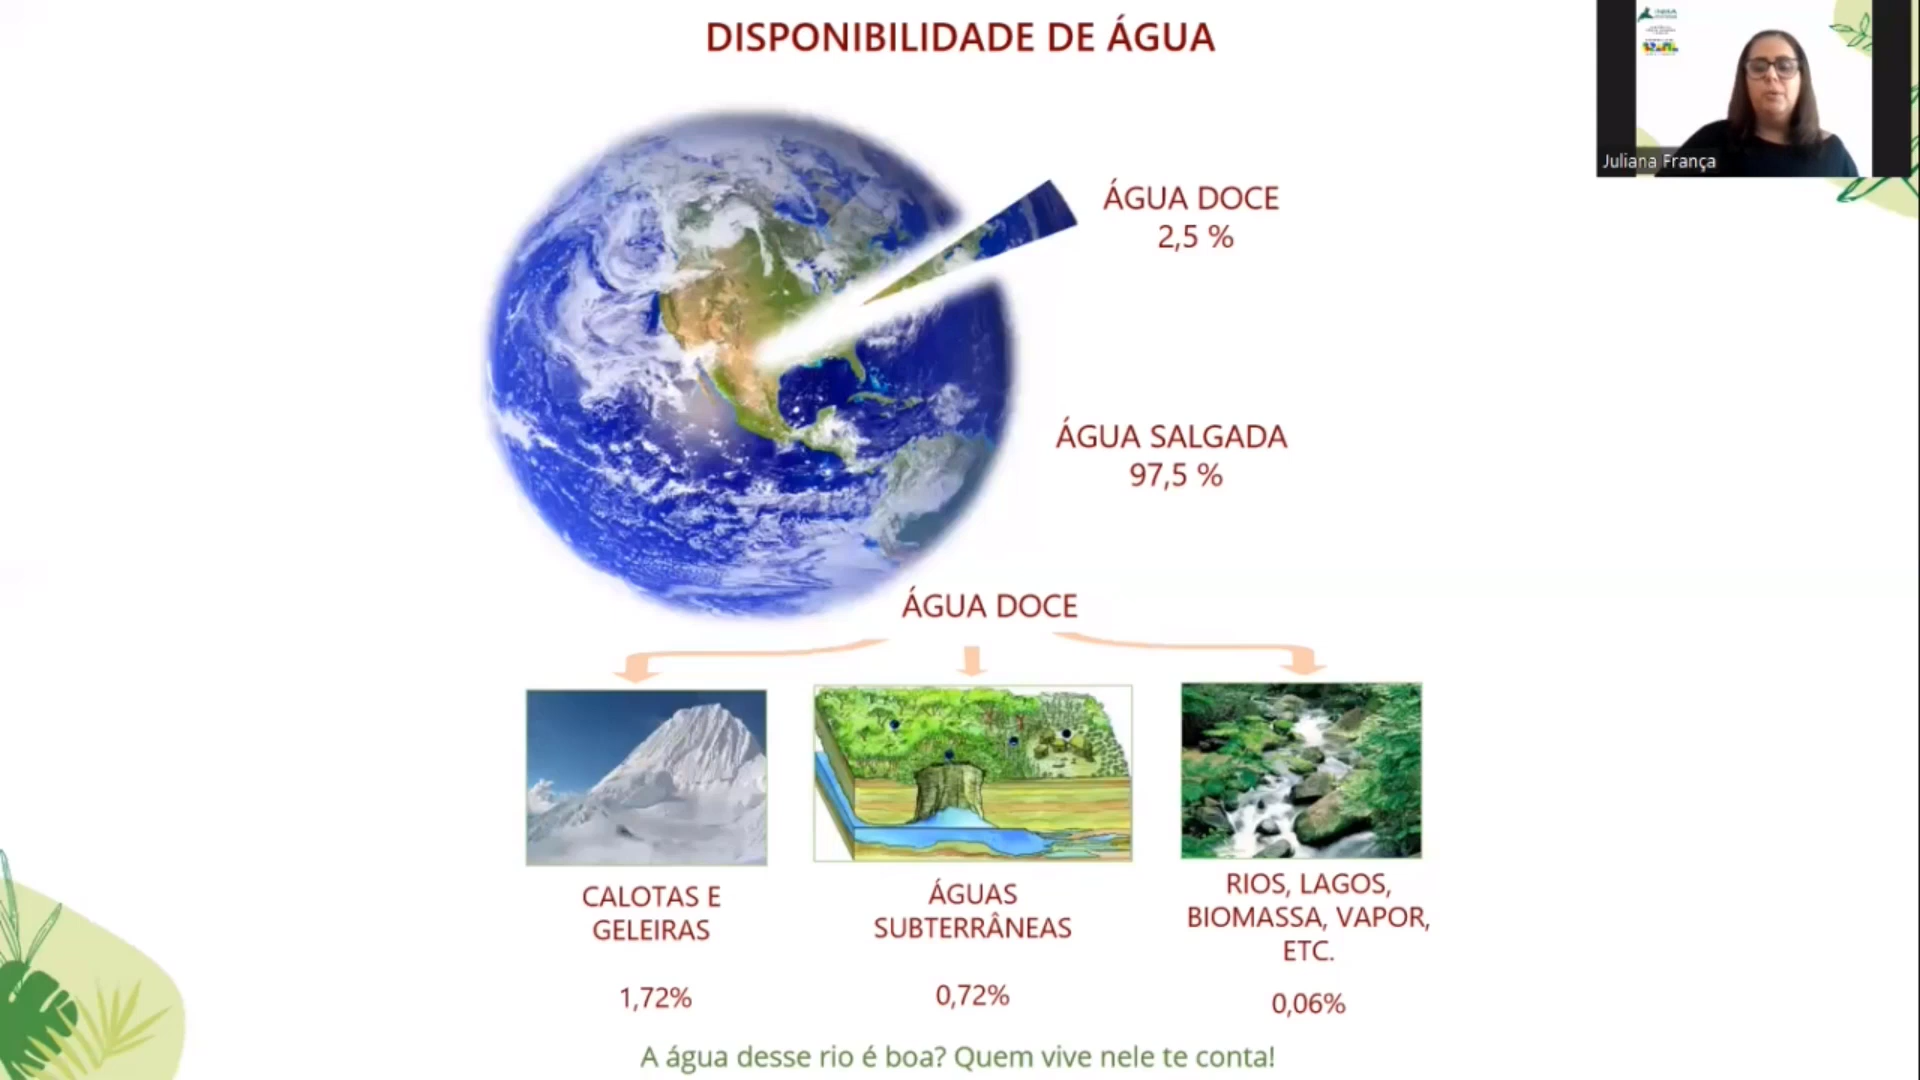 DISPONIBILIDADE DE ÁGUA
INMA
Juliana França
ÁGUA DOCE
2,5 %
ÁGUA SALGADA
97,5 %
ÁGUA DOCE
CALOTAS E
GELEIRAS
1,72%
ÁGUAS
SUBTERRÂNEAS
0,72%
RIOS, LAGOS,
BIOMASSA, VAPOR,
ETC.
0,06%
A água desse rio é boa? Quem vive nele te conta!